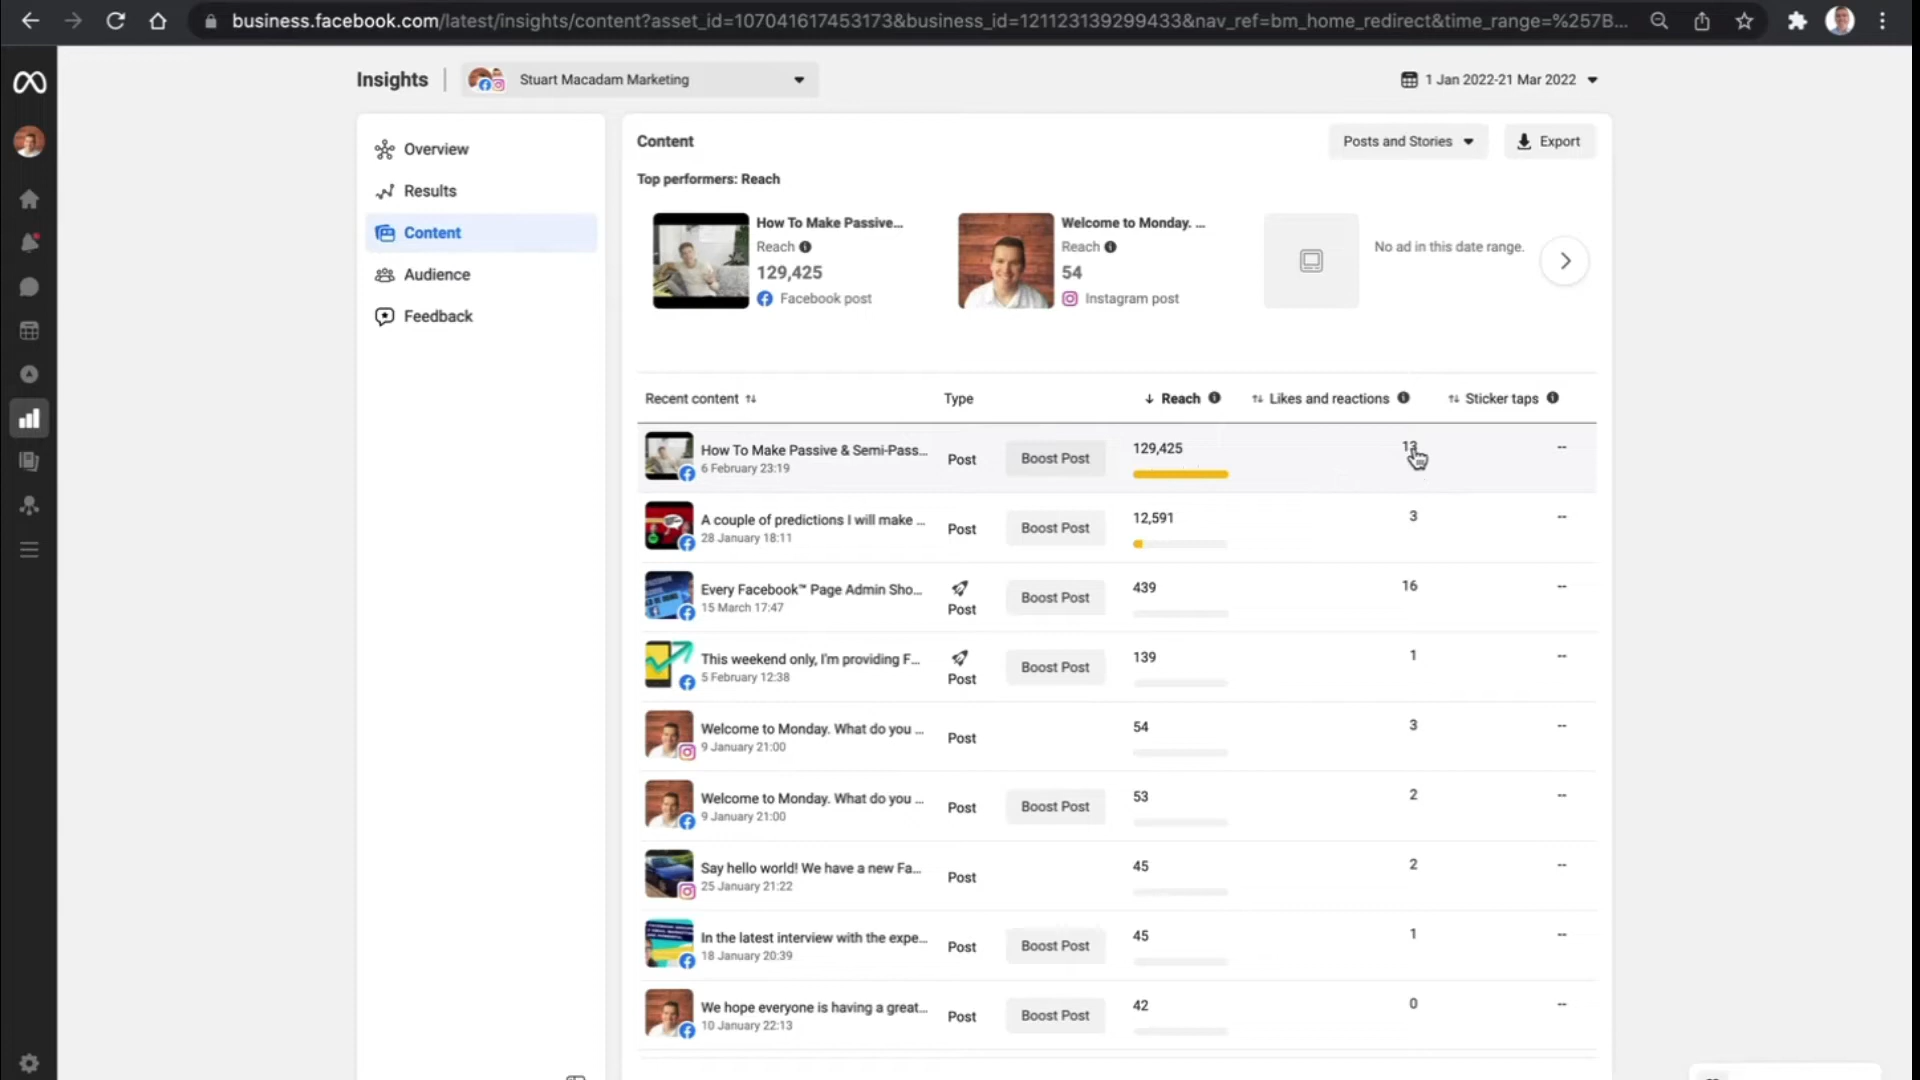 business.facebook.com/latest/insights/content?asset_id=107041617453173&business_id=121123139299433&nav_ref=bm_home_redirect&time_range=%257B...
Insights
Stuart Macadam Marketing
1 Jan 2022-21 Mar 2022
Overview
Results
Content
Audience
Feedback
Content
Posts and Stories
Export
Top performers: Reach
How To Make Passive...
Reach
129,425
Facebook post
Welcome to Monday. ...
Reach
54
Instagram post
No ad in this date range.
Recent content Type Reach Likes and reactions Sticker taps
How To Make Passive & Semi-Pass...
6 February 23:19
Post Boost Post 129,425 13 --
A couple of predictions I will make ...
28 January 18:11
Post Boost Post 12,591 3 --
Every Facebook™ Page Admin Sho...
15 March 17:47
Post Boost Post 439 16 --
This weekend only, I'm providing F...
5 February 12:38
Post Boost Post 139 1 --
Welcome to Monday. What do you ...
9 January 21:00
Post 54 3 --
Welcome to Monday. What do you ...
9 January 21:00
Post Boost Post 53 2 --
Say hello world! We have a new Fa...
25 January 21:22
Post 45 2 --
In the latest interview with the expe...
18 January 20:39
Post Boost Post 45 1 --
We hope everyone is having a great...
10 January 22:13
Post Boost Post 42 0 --